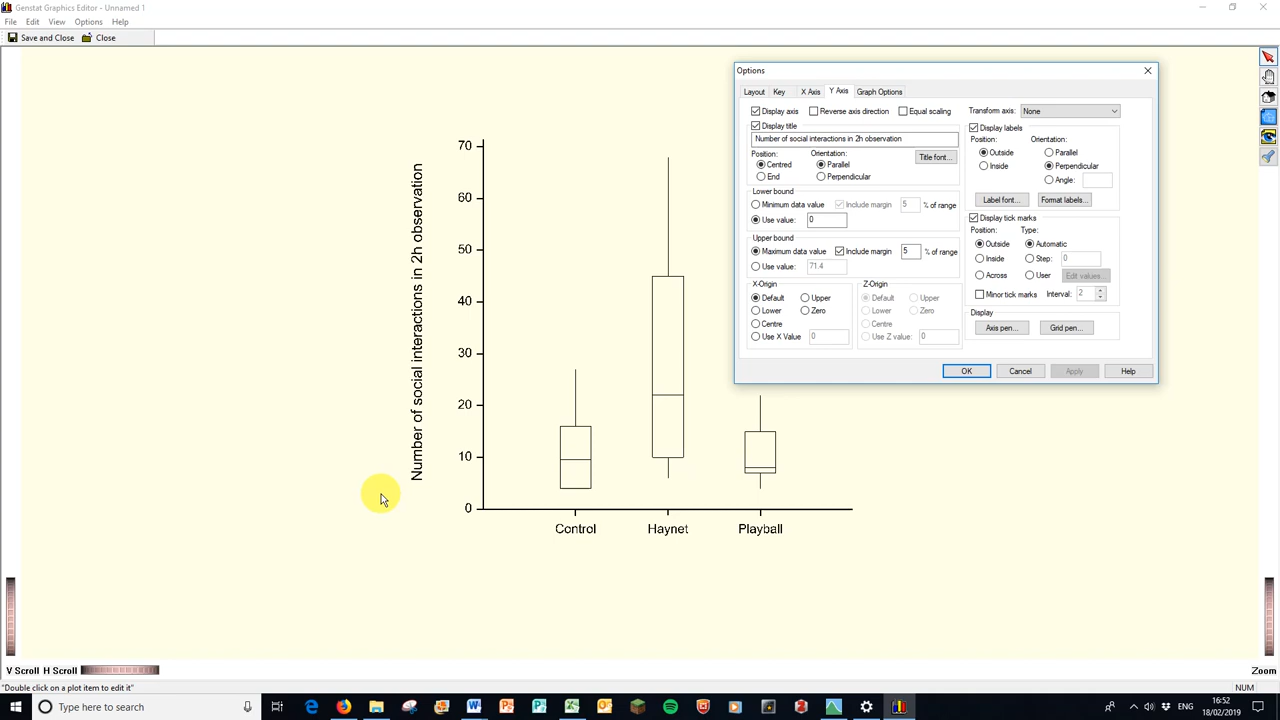 Genstat Graphics Editor - Unnamed 1
File Edit View Options Help
Save and Close Close
Number of social interactions in 2h observation
70
60
50
40
30
20
10
0
Control Haynet Playball
Options
Layout Key X Axis Y Axis Graph Options
Display axis Reverse axis direction Equal scaling Transform axis: None
Display title
Number of social interactions in 2h observation
Position: Orientation: Title font...
Centred Parallel
End Perpendicular
Lower bound
Minimum data value Include margin 5 % of range
Use value: 0
Upper bound
Maximum data value Include margin 5 % of range
Use value: 71.4
X-Origin
Default Upper
Lower Zero
Centre
Use X Value 0
Z-Origin
Default Upper
Lower Zero
Centre
Use Z value: 0
Display labels
Position: Orientation:
Outside Parallel
Inside Perpendicular
Angle:
Label font... Format labels...
Display tick marks
Position: Type:
Outside Automatic
Inside Step: 0
Across User Edit values...
Minor tick marks Interval: 2
Display
Axis pen... Grid pen...
OK Cancel Apply Help
V Scroll H Scroll Zoom
"Double click on a plot item to edit it" NUM
Type here to search
ENG
16:52
18/02/2019